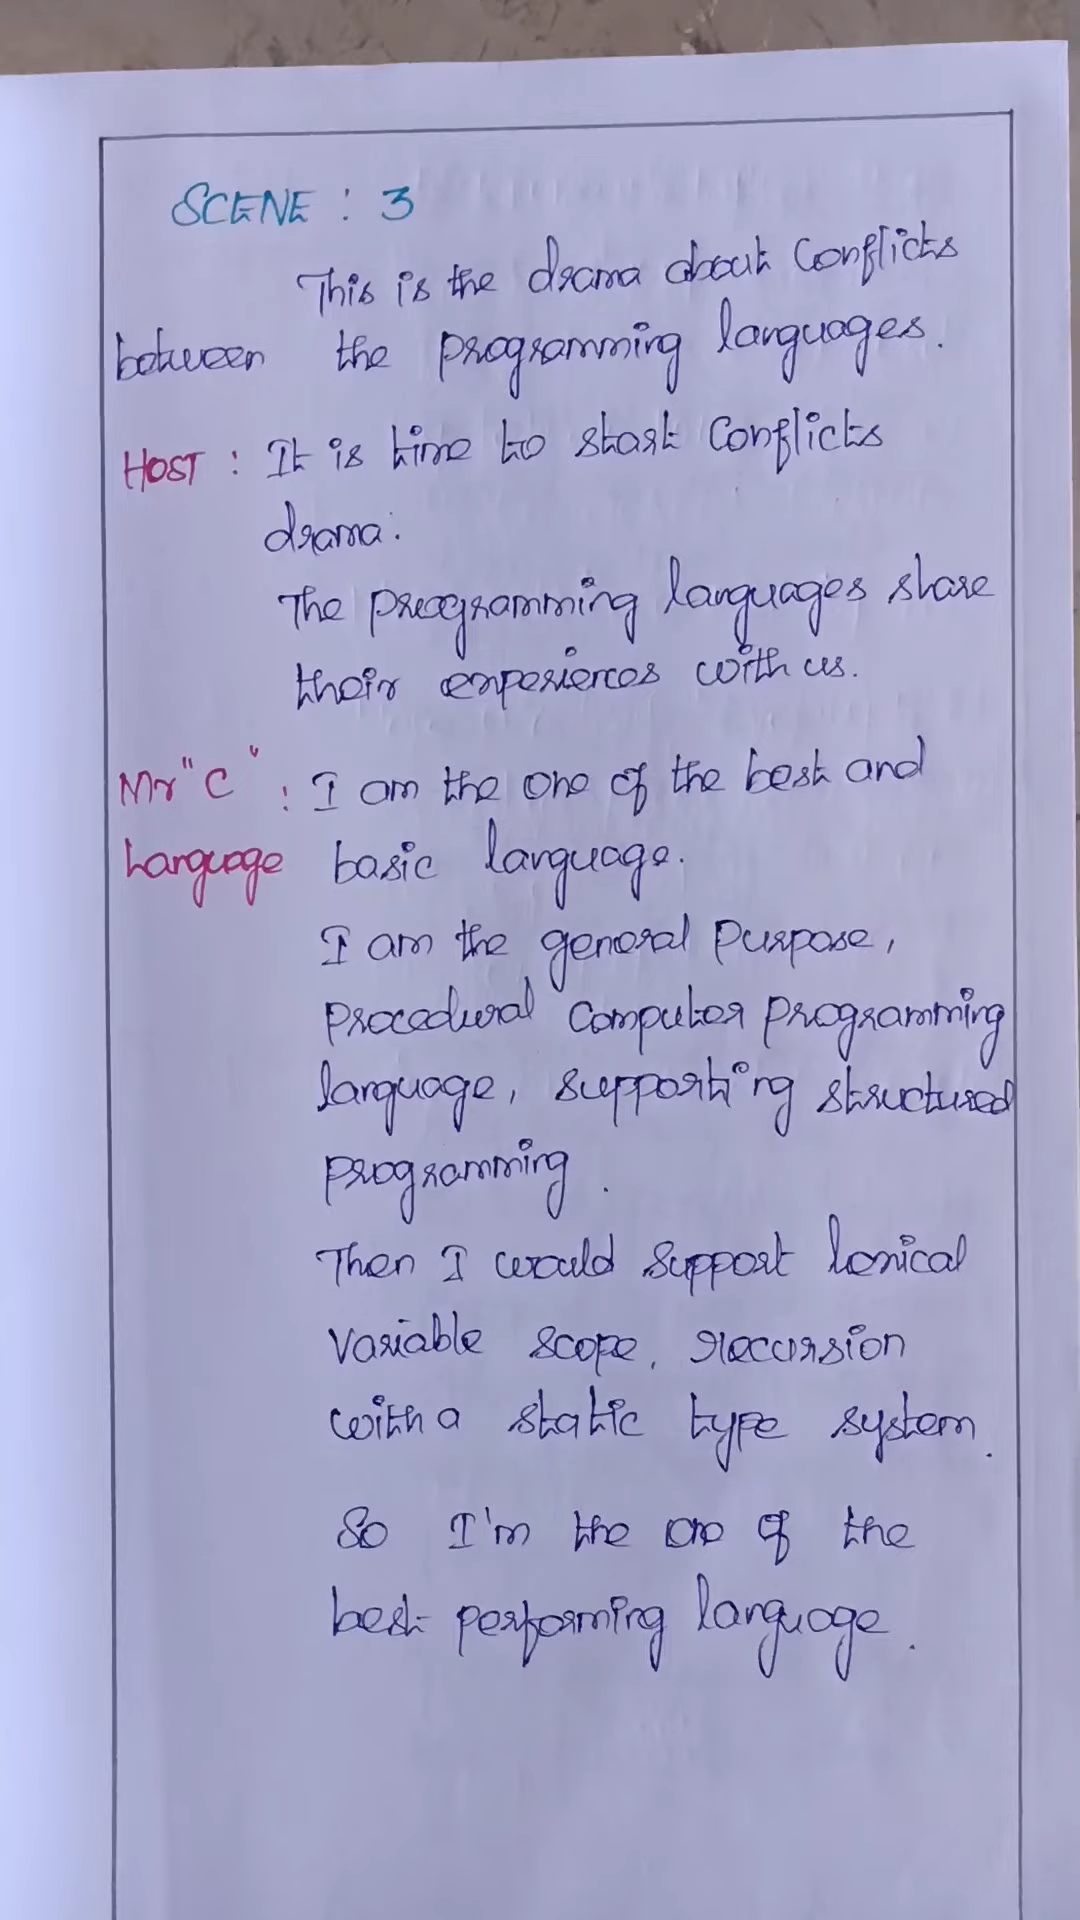 SCENE : 3
This is the drama about Conflicts
between the programming languages.
HOST : It is time to start Conflicts
drama.
The programming languages share
their experiences with us.
Mr "C" : I am the one of the best and
Language basic language.
I am the general purpose,
procedural computer programming
language, supporting structured
programming.
Then I would support lexical
variable scope, recursion
with a static type system.
So I'm the one of the
best performing language.